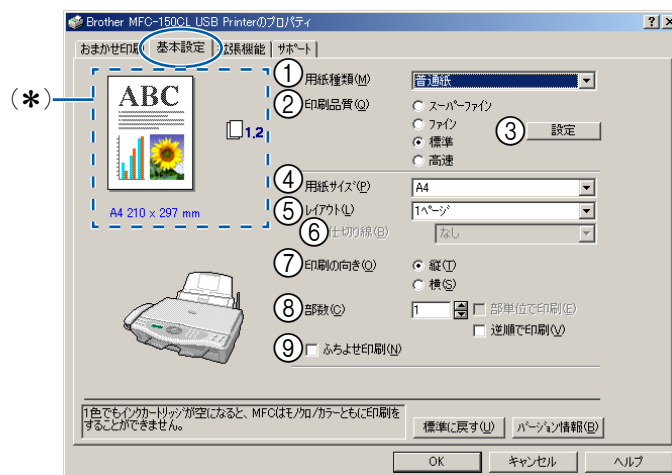 Brother MFC-150CL USB Printerのプロパティ
おまかせ印刷 基本設定 拡張機能 サポート
(*)
ABC
1.2
A4 210 x 297 mm
① 用紙種類(M) 普通紙
② 印刷品質(Q) スーパーファイン
ファイン
③ 設定
標準
高速
④ 用紙サイズ(P) A4
⑤ レイアウト(L) 1ページ
⑥ 仕切り線(B) なし
⑦ 印刷の向き(O) 縦(T)
横(S)
⑧ 部数(C) 1 部単位で印刷(E)
逆順で印刷(V)
⑨ ふちよせ印刷(N)
1色でもインクカートリッジが空になると、MFCはモノクロ/カラーともに印刷を
することができません。
標準に戻す(U) バージョン情報(B)
OK キャンセル ヘルプ